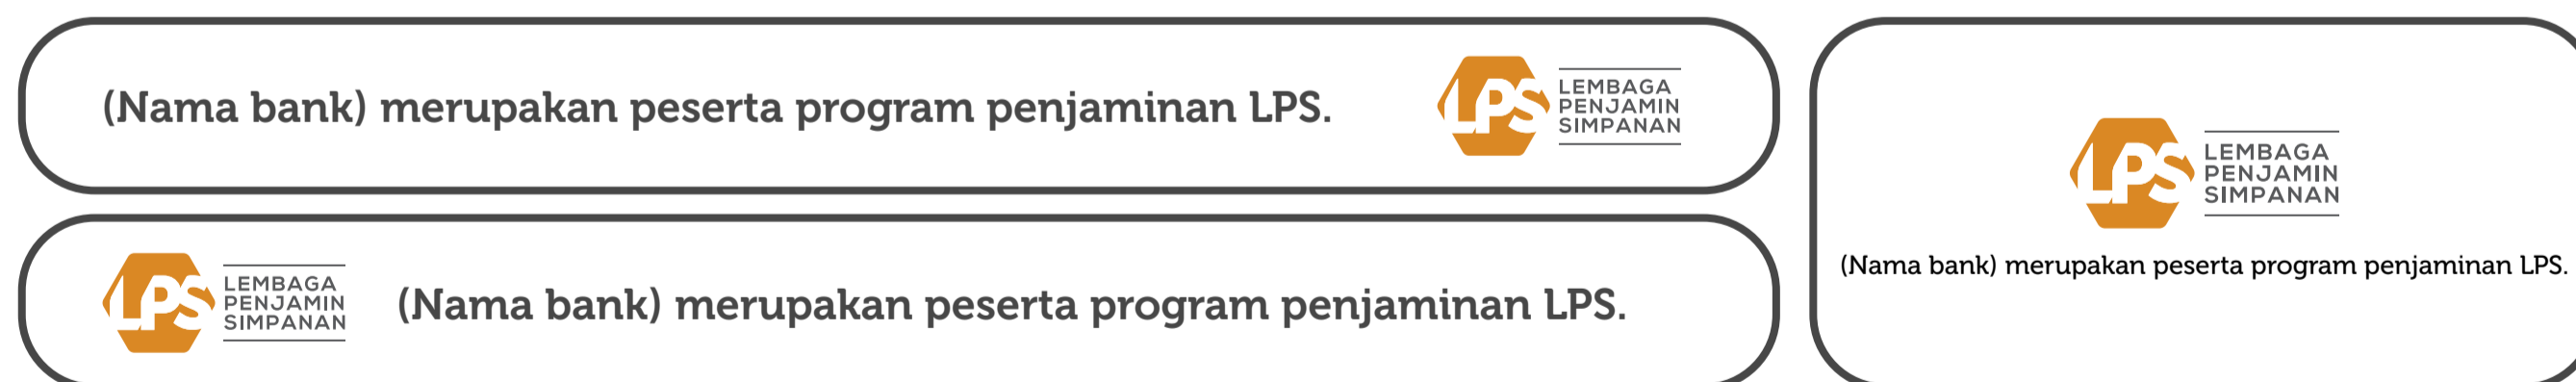 (Nama bank) merupakan peserta program penjaminan LPS.
LPS
LEMBAGA
PENJAMIN
SIMPANAN
LPS
LEMBAGA
PENJAMIN
SIMPANAN
(Nama bank) merupakan peserta program penjaminan LPS.
LPS
LEMBAGA
PENJAMIN
SIMPANAN
(Nama bank) merupakan peserta program penjaminan LPS.